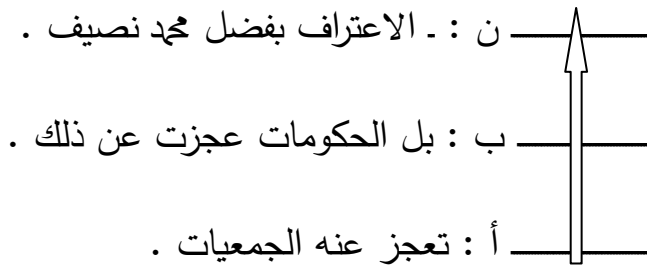 ن : ـ الاعتراف بفضل محمد نصيف .
ب : بل الحكومات عجزت عن ذلك .
أ : تعجز عنه الجمعيات .